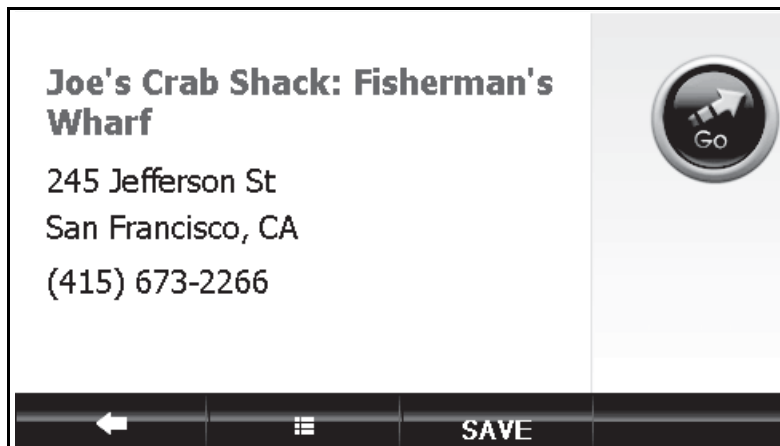 Joe's Crab Shack: Fisherman's
Wharf
245 Jefferson St
San Francisco, CA
(415) 673-2266
Go
SAVE